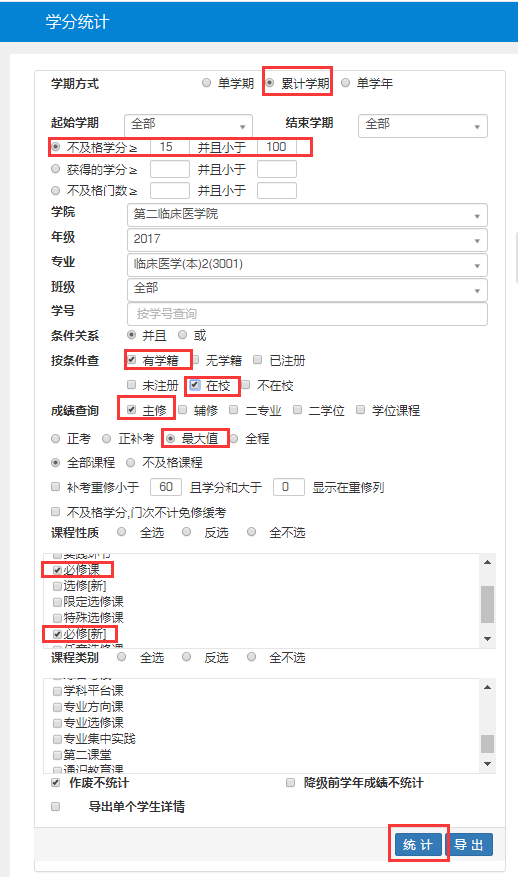 学分统计
学期方式 单学期 累计学期 单学年
起始学期 全部 结束学期 全部
不及格学分≥ 15 并且小于 100
获得的学分≥ 并且小于
不及格门数≥ 并且小于
学院 第二临床医学院
年级 2017
专业 临床医学(本)2(3001)
班级 全部
学号 按学号查询
条件关系 并且 或
按条件查 有学籍 无学籍 已注册
未注册 在校 不在校
成绩查询 主修 辅修 二专业 二学位 学位课程
正考 正补考 最大值 全程
全部课程 不及格课程
补考重修小于 60 且学分和大于 0 显示在重修列
不及格学分,门次不计免修缓考
课程性质 全选 反选 全不选
实践环节
必修课
选修[新]
限定选修课
特殊选修课
必修[新]
任意选修课
课程类别 全选 反选 全不选
学科平台课
专业方向课
专业选修课
专业集中实践
第二课堂
通识教育课
作废不统计 降级前学年成绩不统计
导出单个学生详情
统计 导出